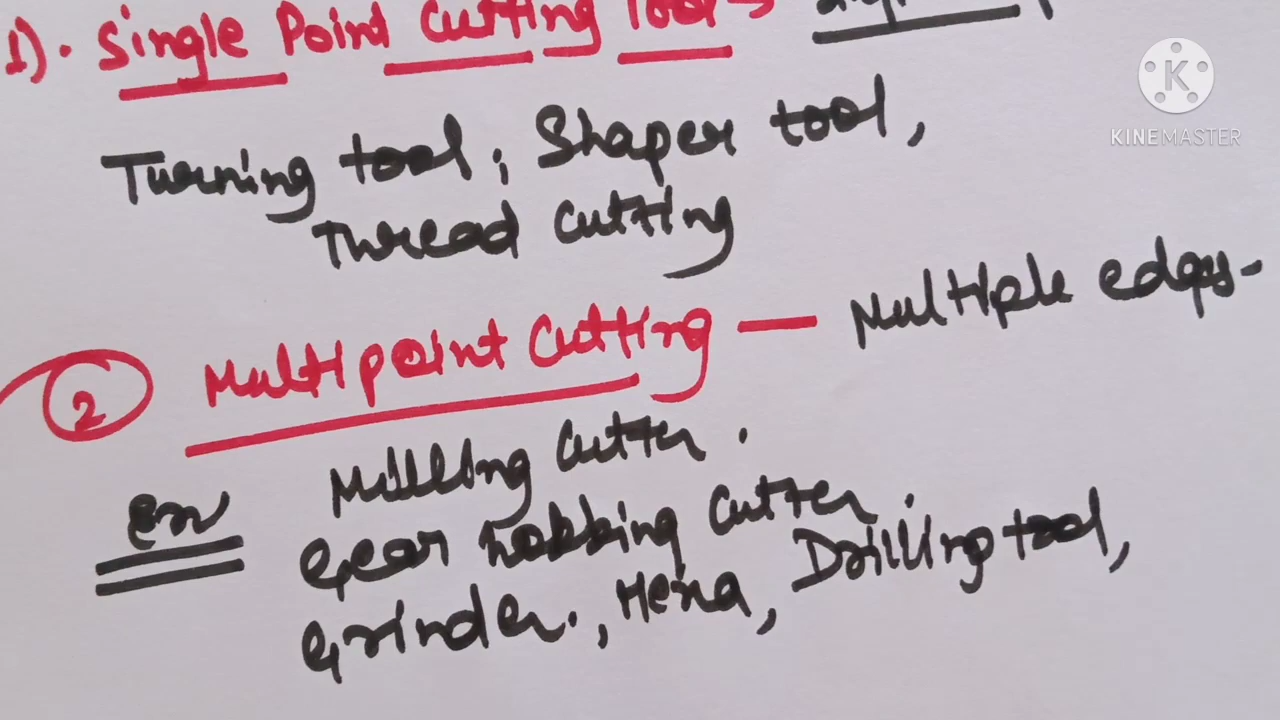 1). Single Point Cutting Tool →
Turning tool, Shaper tool,
Thread Cutting
2 Multipoint Cutting — Multiple edges.
Ex Milling Cutter.
Gear hobbing Cutter.
Grinder., Hexa, Drilling tool,
K
KINEMASTER